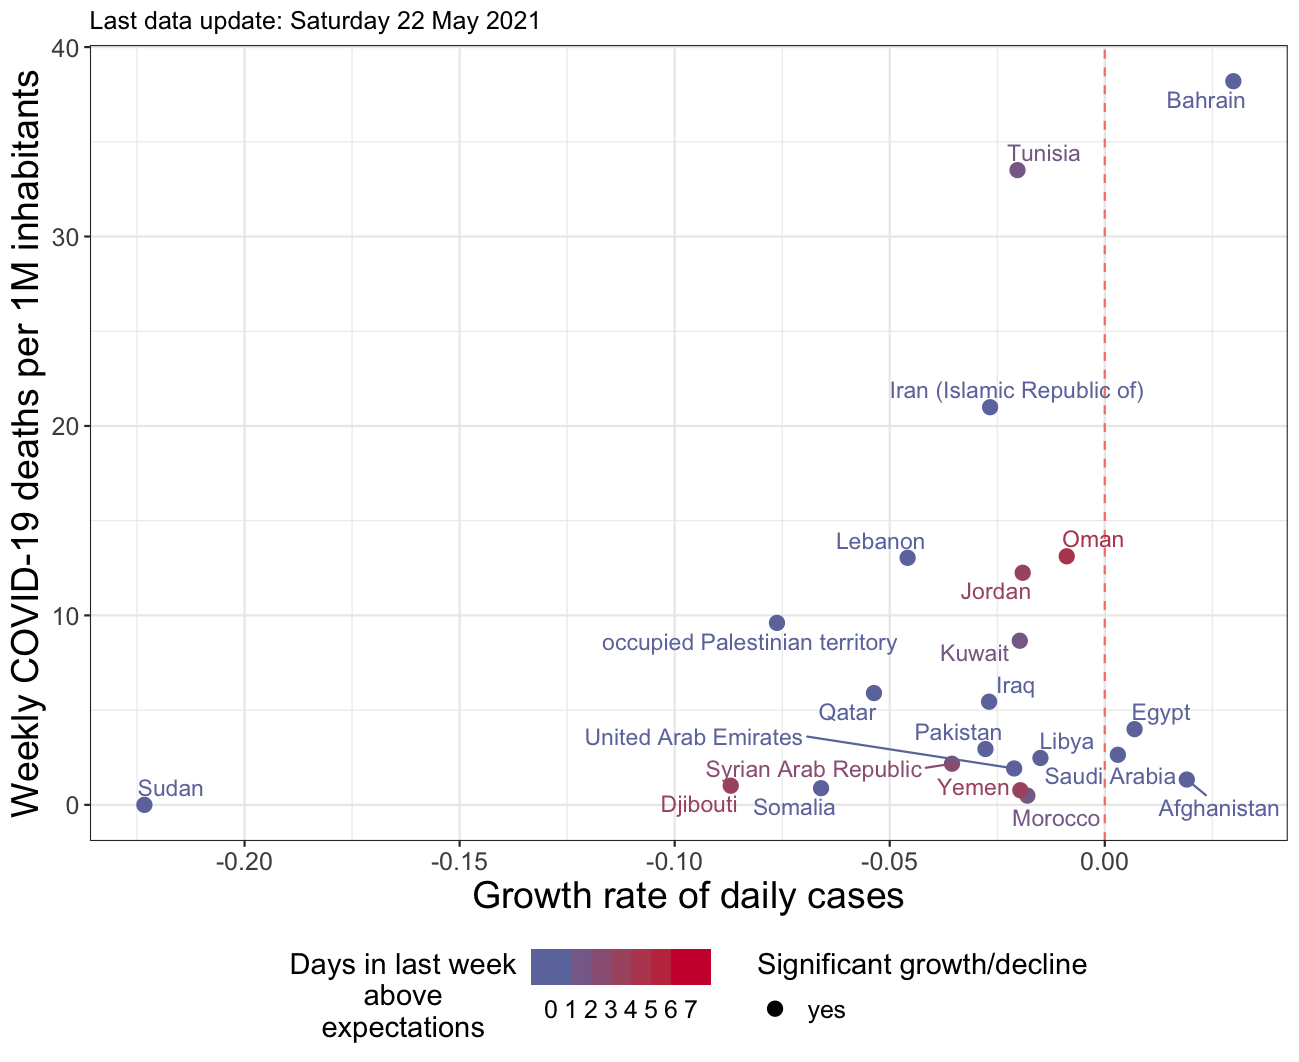 Last data update: Saturday 22 May 2021
Weekly COVID-19 deaths per 1M inhabitants
40
30
20
10
0
Bahrain
Tunisia
Iran (Islamic Republic of)
Oman
Lebanon
Jordan
occupied Palestinian territory
Kuwait
Iraq
Qatar
Egypt
Pakistan
United Arab Emirates
Libya
Syrian Arab Republic
Saudi Arabia
Sudan
Yemen
Djibouti
Somalia
Afghanistan
Morocco
-0.20
-0.15
-0.10
-0.05
0.00
Growth rate of daily cases
Days in last week
above
expectations
0 1 2 3 4 5 6 7
Significant growth/decline
yes